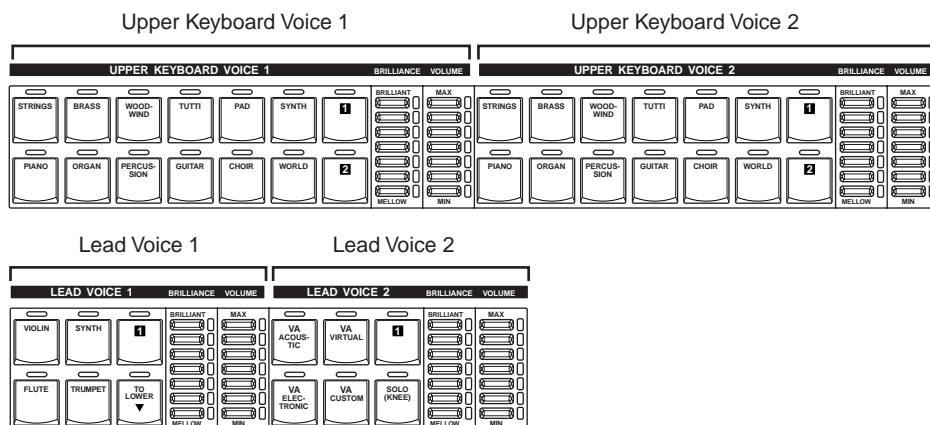 Upper Keyboard Voice 1 Upper Keyboard Voice 2
UPPER KEYBOARD VOICE 1 BRILLIANCE VOLUME UPPER KEYBOARD VOICE 2 BRILLIANCE VOLUME
BRILLIANT MAX BRILLIANT MAX
STRINGS BRASS WOOD-WIND TUTTI PAD SYNTH 1 STRINGS BRASS WOOD-WIND TUTTI PAD SYNTH 1
PIANO ORGAN PERCUS-SION GUITAR CHOIR WORLD 2 PIANO ORGAN PERCUS-SION GUITAR CHOIR WORLD 2
MELLOW MIN MELLOW MIN
Lead Voice 1 Lead Voice 2
LEAD VOICE 1 BRILLIANCE VOLUME LEAD VOICE 2 BRILLIANCE VOLUME
BRILLIANT MAX BRILLIANT MAX
VIOLIN SYNTH 1 VA ACOUS-TIC VA VIRTUAL 1
FLUTE TRUMPET TO LOWER ▼ VA ELEC-TRONIC VA CUSTOM SOLO (KNEE)
MELLOW MIN MELLOW MIN